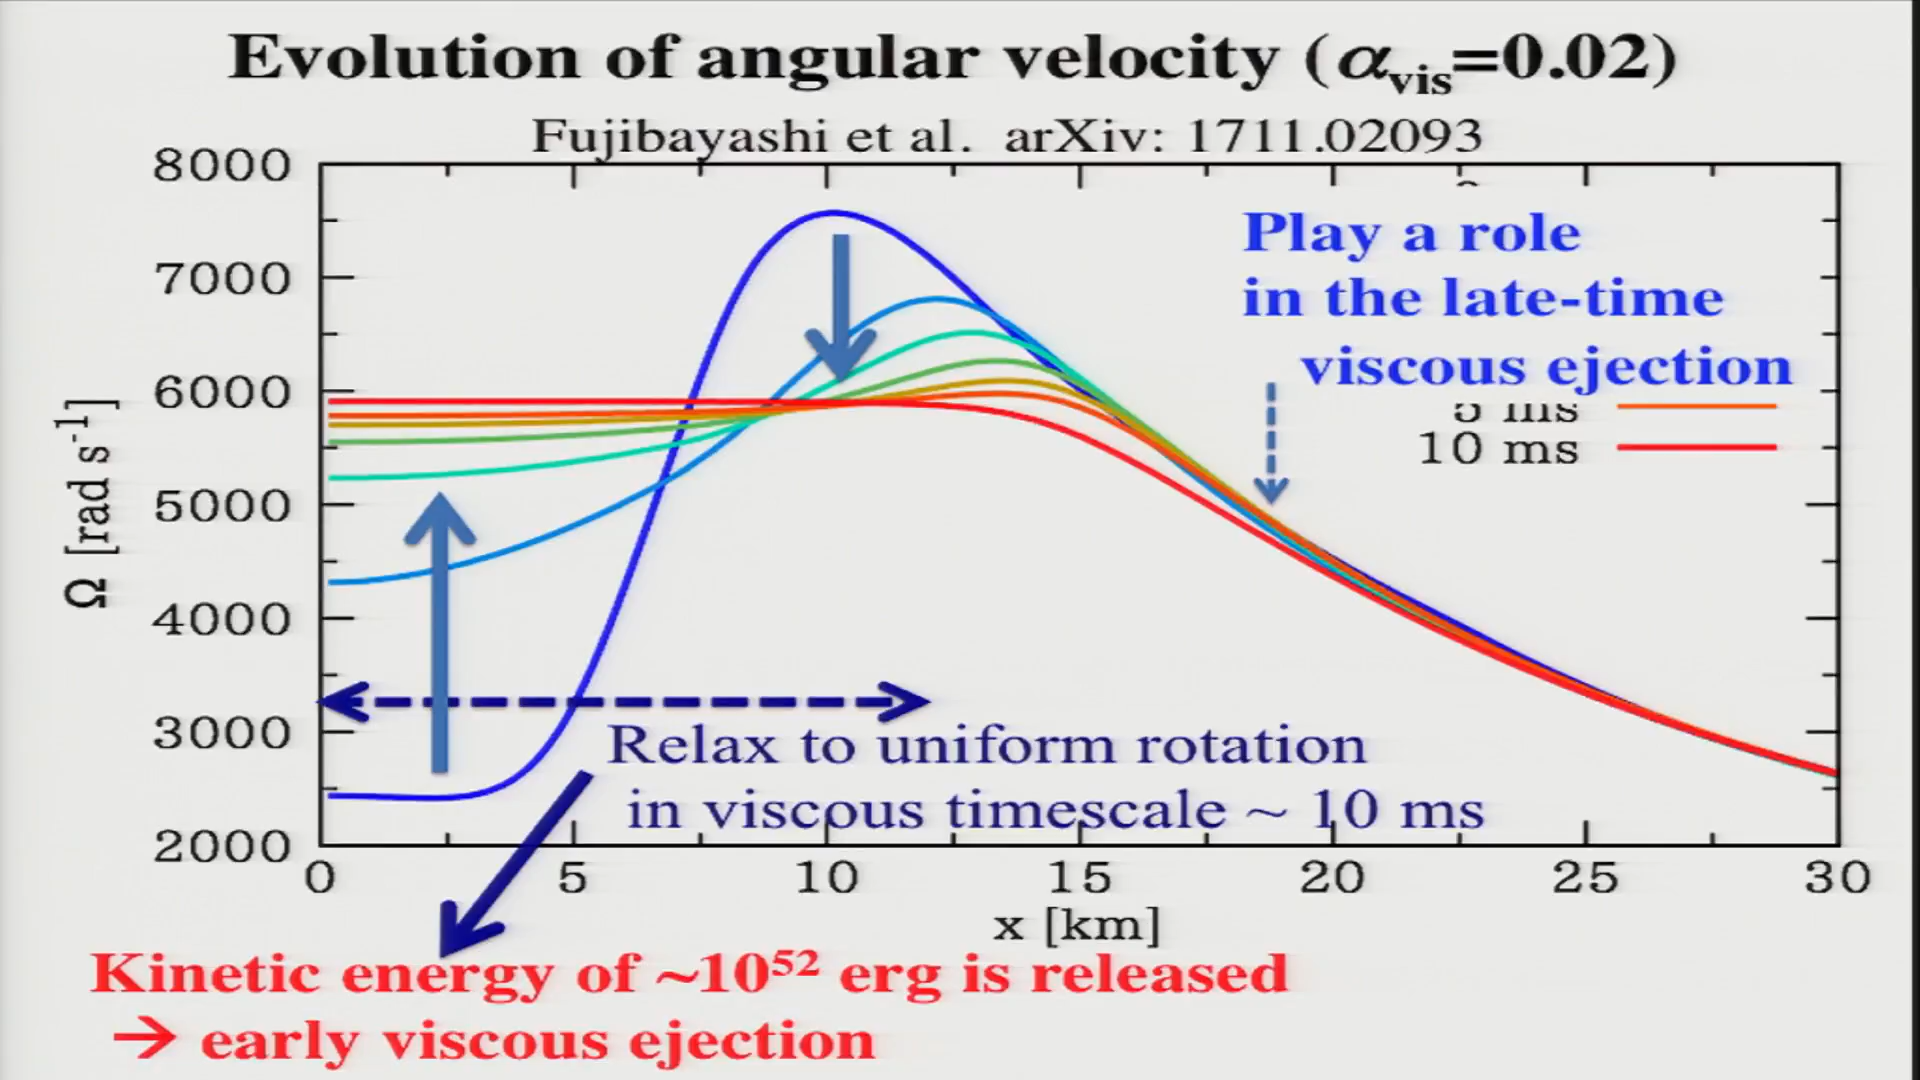 Evolution of angular velocity (αvis=0.02)
Fujibayashi et al. arXiv: 1711.02093
8000
7000
6000
5000
4000
3000
2000
Ω [rad s⁻¹]
Play a role
in the late-time
viscous ejection
5 ms
10 ms
Relax to uniform rotation
in viscous timescale ~ 10 ms
0 5 10 15 20 25 30
x [km]
Kinetic energy of ~10⁵² erg is released
→ early viscous ejection